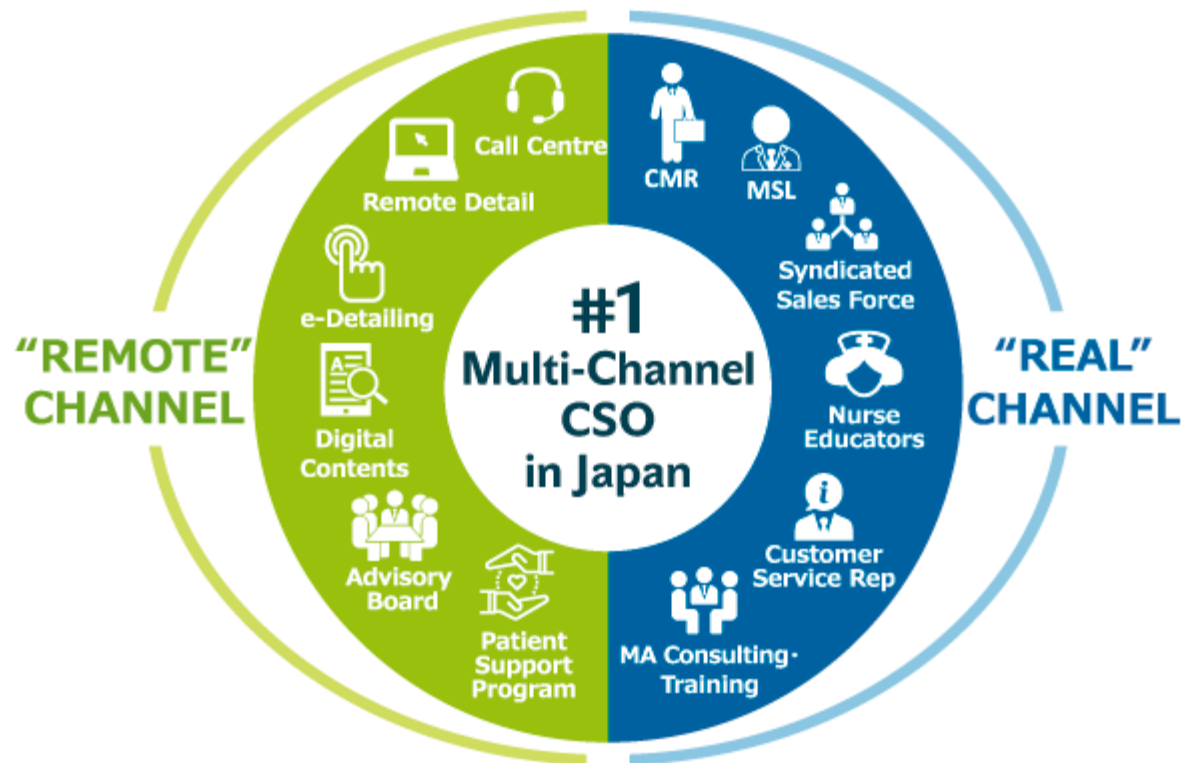 Call Centre
Remote Detail
e-Detailing
Digital
Contents
Advisory
Board
Patient
Support
Program
CMR
MSL
Syndicated
Sales Force
Nurse
Educators
Customer
Service Rep
MA Consulting·
Training
#1
Multi-Channel
CSO
in Japan
“REMOTE”
CHANNEL
“REAL”
CHANNEL
A
i